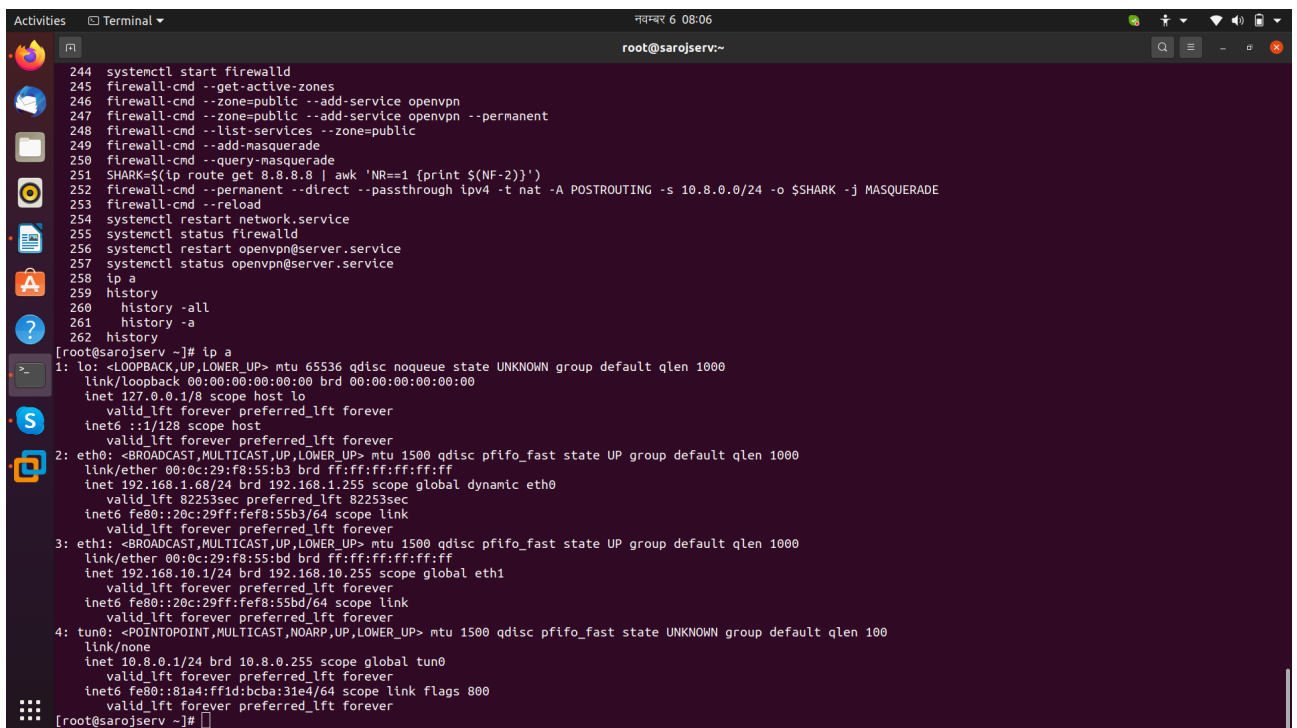 Activities
Terminal
नवम्बर 6 08:06
root@sarojserv:~
244 systemctl start firewalld
245 firewall-cmd --get-active-zones
246 firewall-cmd --zone=public --add-service openvpn
247 firewall-cmd --zone=public --add-service openvpn --permanent
248 firewall-cmd --list-services --zone=public
249 firewall-cmd --add-masquerade
250 firewall-cmd --query-masquerade
251 SHARK=$(ip route get 8.8.8.8 | awk 'NR==1 {print $(NF-2)}')
252 firewall-cmd --permanent --direct --passthrough ipv4 -t nat -A POSTROUTING -s 10.8.0.0/24 -o $SHARK -j MASQUERADE
253 firewall-cmd --reload
254 systemctl restart network.service
255 systemctl status firewalld
256 systemctl restart openvpn@server.service
257 systemctl status openvpn@server.service
258 ip a
259 history
260 history -all
261 history -a
262 history
[root@sarojserv ~]# ip a
1: lo: <LOOPBACK,UP,LOWER_UP> mtu 65536 qdisc noqueue state UNKNOWN group default qlen 1000
link/loopback 00:00:00:00:00:00 brd 00:00:00:00:00:00
inet 127.0.0.1/8 scope host lo
valid_lft forever preferred_lft forever
inet6 ::1/128 scope host
valid_lft forever preferred_lft forever
2: eth0: <BROADCAST,MULTICAST,UP,LOWER_UP> mtu 1500 qdisc pfifo_fast state UP group default qlen 1000
link/ether 00:0c:29:f8:55:b3 brd ff:ff:ff:ff:ff:ff
inet 192.168.1.68/24 brd 192.168.1.255 scope global dynamic eth0
valid_lft 82253sec preferred_lft 82253sec
inet6 fe80::20c:29ff:fef8:55b3/64 scope link
valid_lft forever preferred_lft forever
3: eth1: <BROADCAST,MULTICAST,UP,LOWER_UP> mtu 1500 qdisc pfifo_fast state UP group default qlen 1000
link/ether 00:0c:29:f8:55:bd brd ff:ff:ff:ff:ff:ff
inet 192.168.10.1/24 brd 192.168.10.255 scope global eth1
valid_lft forever preferred_lft forever
inet6 fe80::20c:29ff:fef8:55bd/64 scope link
valid_lft forever preferred_lft forever
4: tun0: <POINTOPOINT,MULTICAST,NOARP,UP,LOWER_UP> mtu 1500 qdisc pfifo_fast state UNKNOWN group default qlen 100
link/none
inet 10.8.0.1/24 brd 10.8.0.255 scope global tun0
valid_lft forever preferred_lft forever
inet6 fe80::81a4:ff1d:bcba:31e4/64 scope link flags 800
valid_lft forever preferred_lft forever
[root@sarojserv ~]#